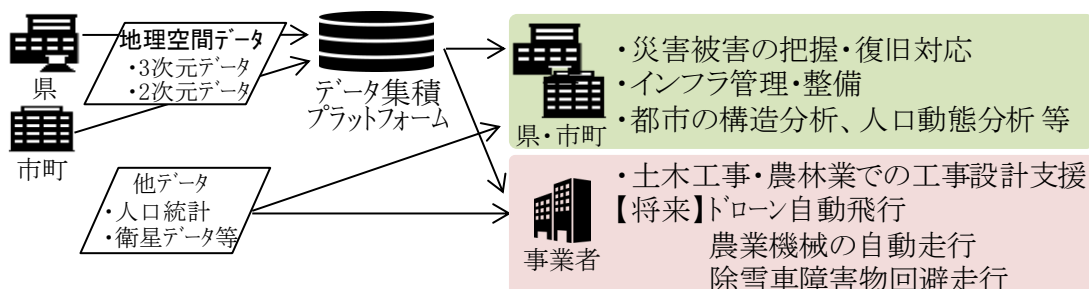 県
市町
地理空間データ
・3次元データ
・2次元データ
データ集積
プラットフォーム
他データ
・人口統計
・衛星データ等
県・市町
・災害被害の把握・復旧対応
・インフラ管理・整備
・都市の構造分析、人口動態分析 等
事業者
・土木工事・農林業での工事設計支援
【将来】ドローン自動飛行
農業機械の自動走行
除雪車障害物回避走行